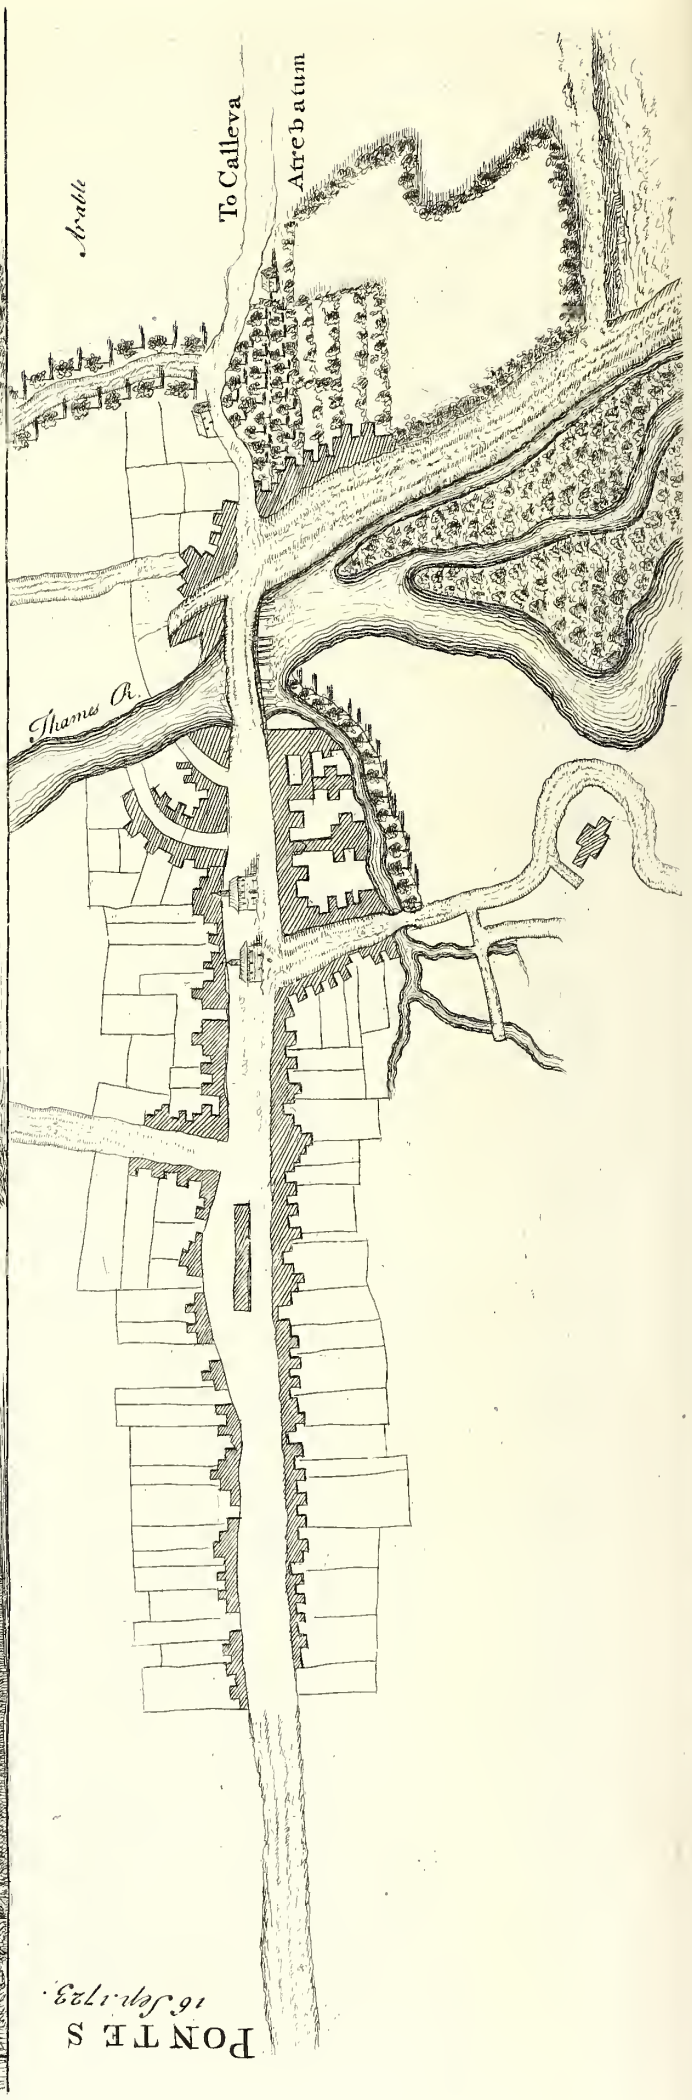 PONTES
16 Sep. 1723.
Thames R.
Arable
To Calleva
Atrebatum